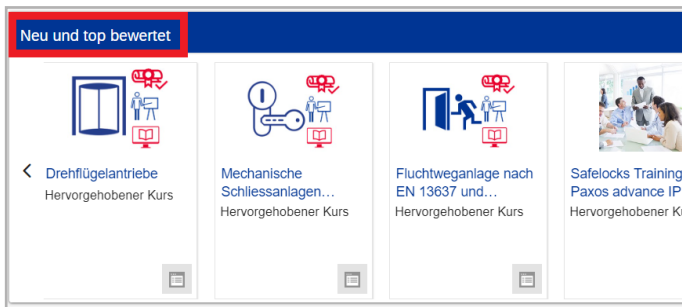 Neu und top bewertet
Drehflügelantriebe
Hervorgehobener Kurs
Mechanische
Schliessanlagen…
Hervorgehobener Kurs
Fluchtweganlage nach
EN 13637 und…
Hervorgehobener Kurs
Safelocks Training
Paxos advance IP
Hervorgehobener